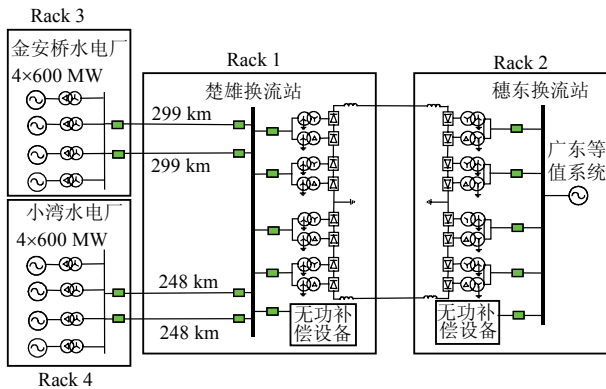 Rack 3
金安桥水电厂
4×600 MW
299 km
299 km
小湾水电厂
4×600 MW
248 km
248 km
Rack 4
Rack 1
楚雄换流站
无功补
偿设备
Rack 2
穗东换流站
广东等
值系统
无功补
偿设备